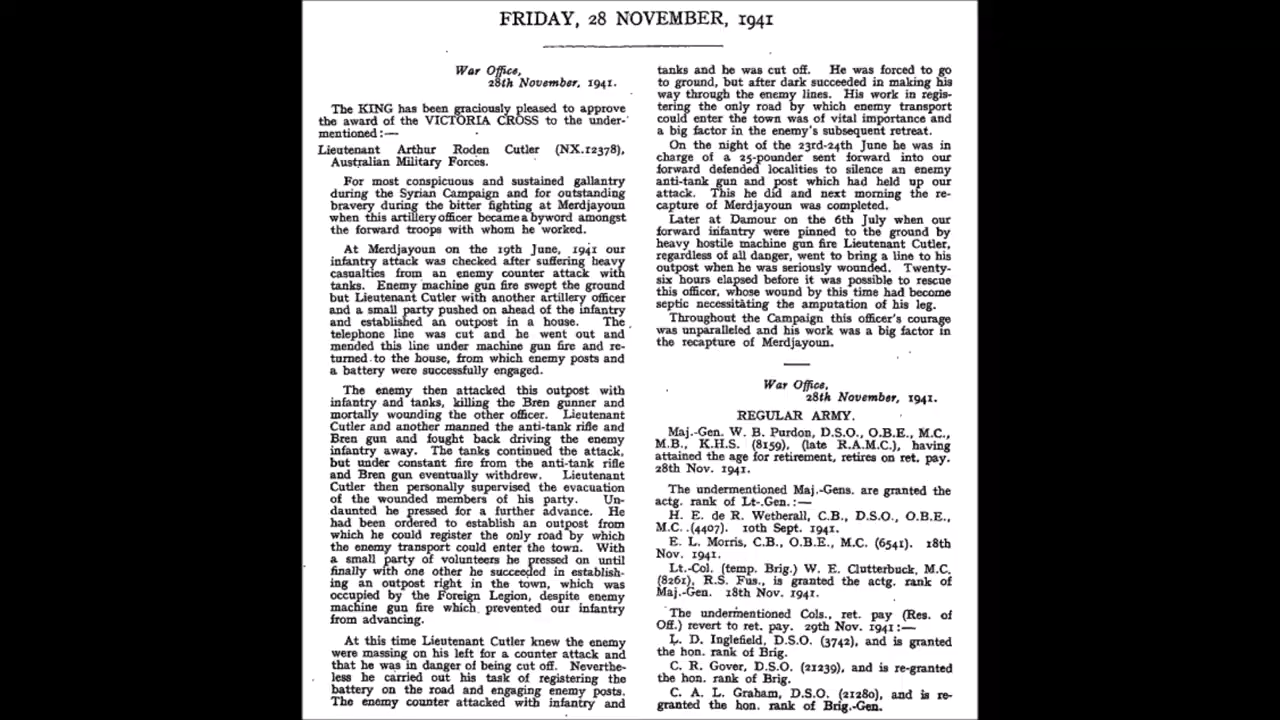 FRIDAY, 28 NOVEMBER, 1941
War Office,
28th November, 1941.
The KING has been graciously pleased to approve
the award of the VICTORIA CROSS to the under-
mentioned:—
Lieutenant Arthur Roden Cutler (NX.12378),
Australian Military Forces.
For most conspicuous and sustained gallantry
during the Syrian Campaign and for outstanding
bravery during the bitter fighting at Merdjayoun
when this artillery officer became a byword amongst
the forward troops with whom he worked.
At Merdjayoun on the 19th June, 1941 our
infantry attack was checked after suffering heavy
casualties from an enemy counter attack with
tanks. Enemy machine gun fire swept the ground
but Lieutenant Cutler with another artillery officer
and a small party pushed on ahead of the infantry
and established an outpost in a house. The
telephone line was cut and he went out and
mended this line under machine gun fire and re-
turned to the house, from which enemy posts and
a battery were successfully engaged.
The enemy then attacked this outpost with
infantry and tanks, killing the Bren gunner and
mortally wounding the other officer. Lieutenant
Cutler and another manned the anti-tank rifle and
Bren gun and fought back driving the enemy
infantry away. The tanks continued the attack,
but under constant fire from the anti-tank rifle
and Bren gun eventually withdrew. Lieutenant
Cutler then personally supervised the evacuation
of the wounded members of his party. Un-
daunted he pressed for a further advance. He
had been ordered to establish an outpost from
which he could register the only road by which
the enemy transport could enter the town. With
a small party of volunteers he pressed on until
finally with one other he succeeded in establish-
ing an outpost right in the town, which was
occupied by the Foreign Legion, despite enemy
machine gun fire which prevented our infantry
from advancing.
At this time Lieutenant Cutler knew the enemy
were massing on his left for a counter attack and
that he was in danger of being cut off. Neverthe-
less he carried out his task of registering the
battery on the road and engaging enemy posts.
The enemy counter attacked with infantry and
tanks and he was cut off. He was forced to go
to ground, but after dark succeeded in making his
way through the enemy lines. His work in regis-
tering the only road by which enemy transport
could enter the town was of vital importance and
a big factor in the enemy's subsequent retreat.
On the night of the 23rd-24th June he was in
charge of a 25-pounder sent forward into our
forward defended localities to silence an enemy
anti-tank gun and post which had held up our
attack. This he did and next morning the re-
capture of Merdjayoun was completed.
Later at Damour on the 6th July when our
forward infantry were pinned to the ground by
heavy hostile machine gun fire Lieutenant Cutler,
regardless of all danger, went to bring a line to his
outpost when he was seriously wounded. Twenty-
six hours elapsed before it was possible to rescue
this officer, whose wound by this time had become
septic necessitating the amputation of his leg.
Throughout the Campaign this officer's courage
was unparalleled and his work was a big factor in
the recapture of Merdjayoun.
War Office,
28th November, 1941.
REGULAR ARMY.
Maj.-Gen. W. B. Purdon, D.S.O., O.B.E., M.C.,
M.B., K.H.S. (8159), (late R.A.M.C.), having
attained the age for retirement, retires on ret. pay.
28th Nov. 1941.
The undermentioned Maj.-Gens. are granted the
actg. rank of Lt-.Gen.:—
H. E. de R. Wetherall, C.B., D.S.O., O.B.E.,
M.C. (4407). 10th Sept. 1941.
E. L. Morris, C.B., O.B.E., M.C. (6541). 18th
Nov. 1941.
Lt.-Col. (temp. Brig.) W. E. Clutterbuck, M.C.
(8261), R.S. Fus., is granted the actg. rank of
Maj.-Gen. 18th Nov. 1941.
The undermentioned Cols., ret. pay (Res. of
Off.) revert to ret. pay. 29th Nov. 1941:—
L. D. Inglefield, D.S.O. (3742), and is granted
the hon. rank of Brig.
C. R. Gover, D.S.O. (21239), and is re-granted
the hon. rank of Brig.
C. A. L. Graham, D.S.O. (21280), and is re-
granted the hon. rank of Brig.-Gen.